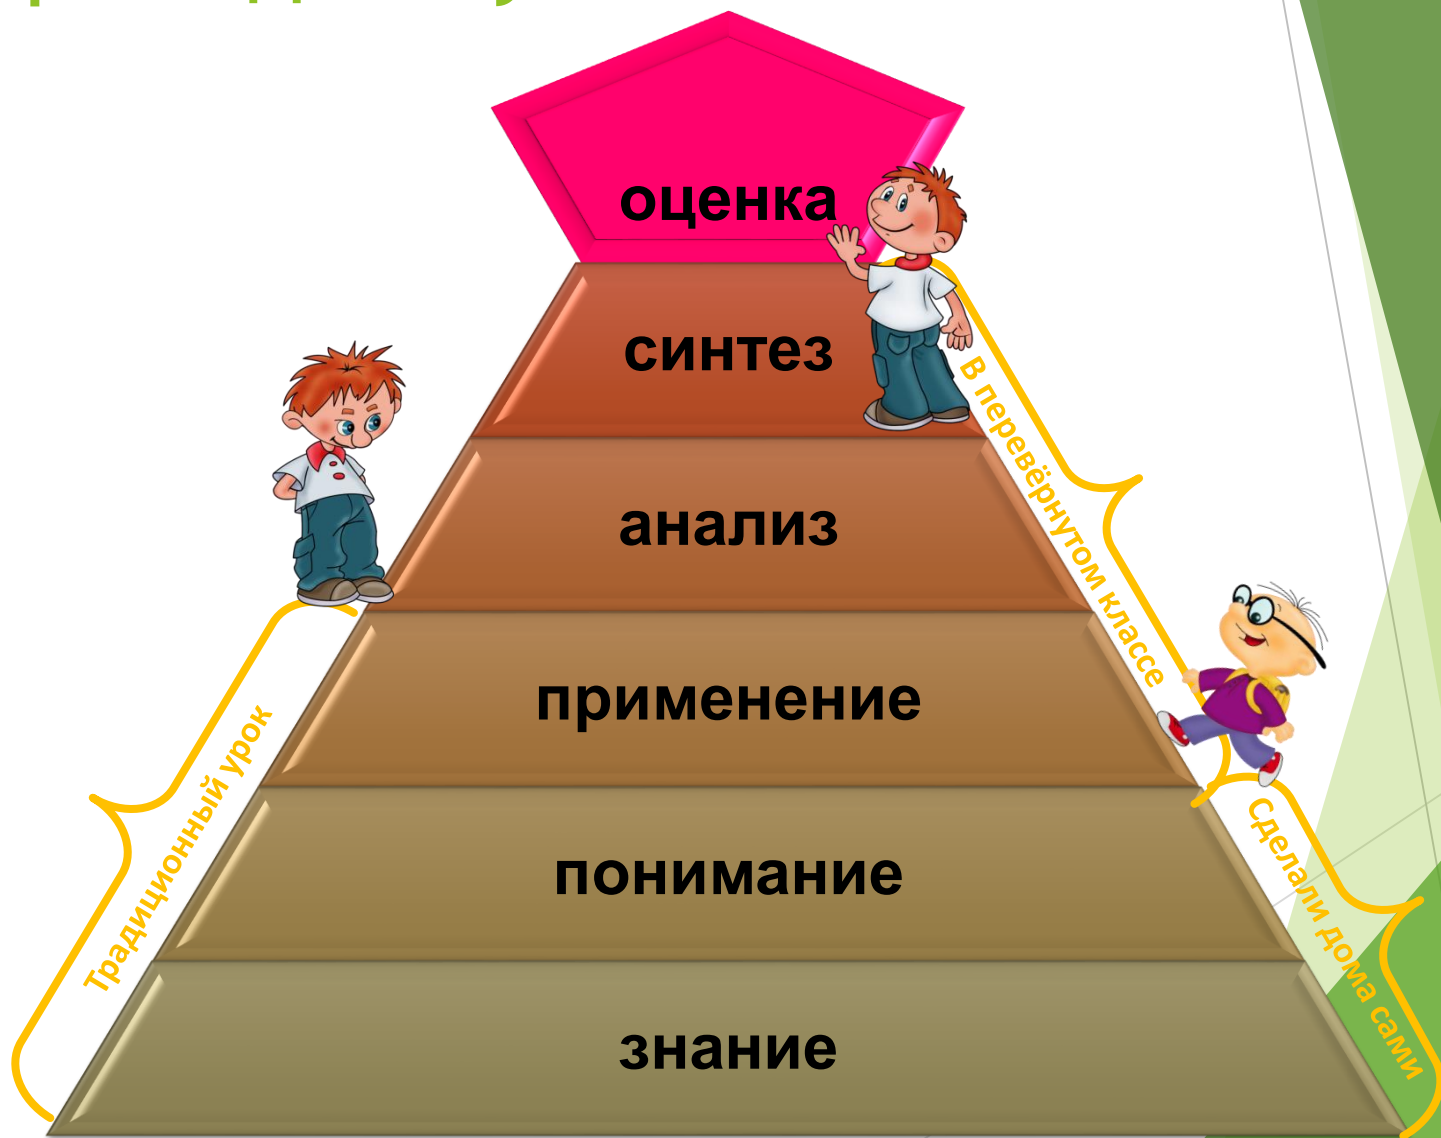 оценка
синтез
анализ
применение
понимание
знание
Традиционный урок
В перевёрнутом классе
Сделали дома сами